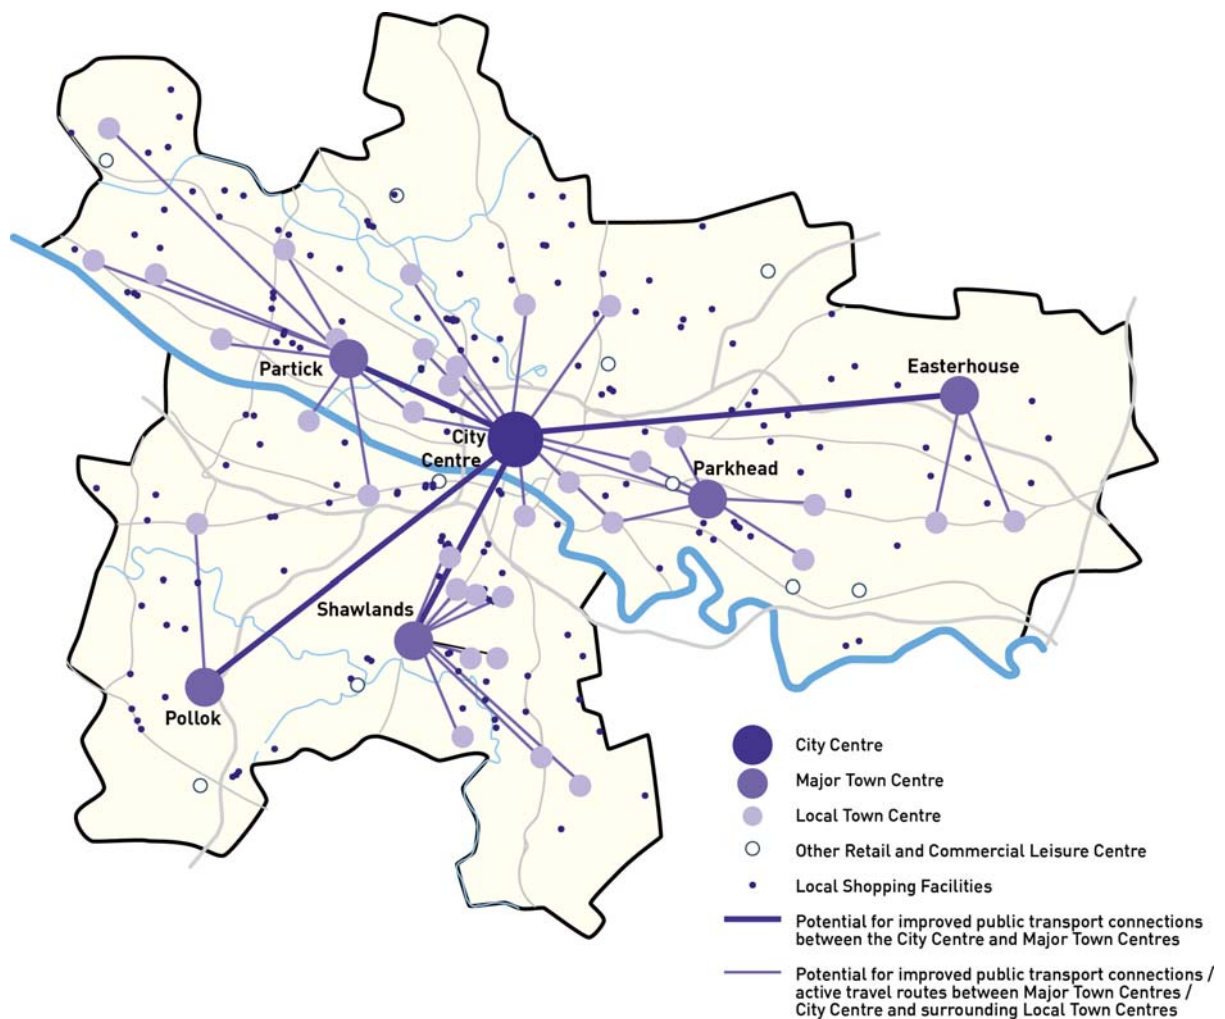 Easterhouse
Partick
City
Centre
Parkhead
Shawlands
Pollok
City Centre
Major Town Centre
Local Town Centre
Other Retail and Commercial Leisure Centre
Local Shopping Facilities
Potential for improved public transport connections
between the City Centre and Major Town Centres
Potential for improved public transport connections /
active travel routes between Major Town Centres /
City Centre and surrounding Local Town Centres